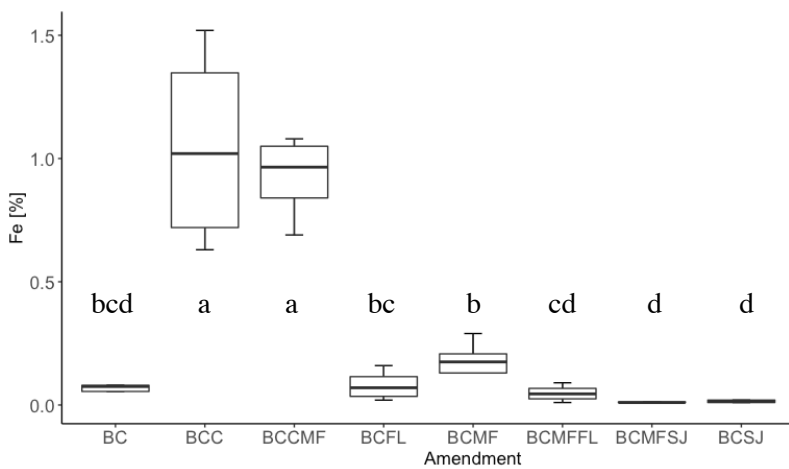 1.5
1.0
Fe [%]
0.5
bcd a a bc b cd d d
0.0
BC BCC BCCMF BCFL BCMF BCMFFL BCMFSJ BCSJ
Amendment